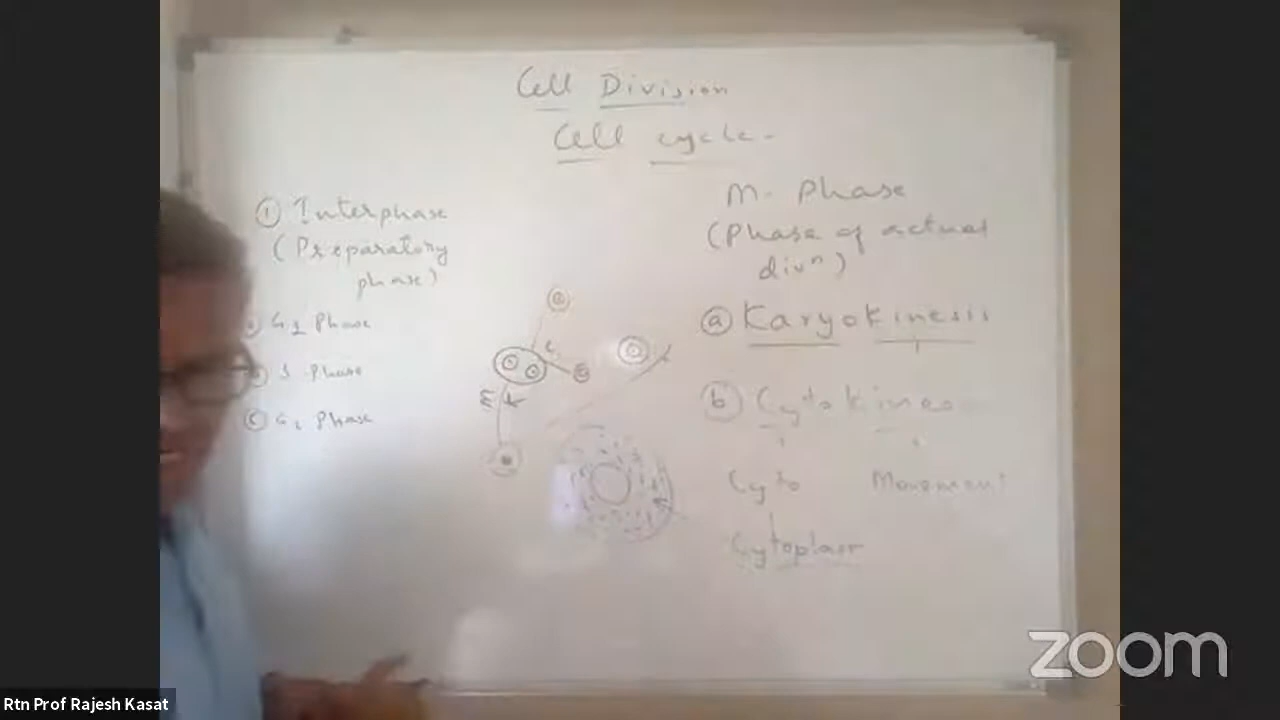 Cell Division
Cell cycle.
① Interphase
(Preparatory
phase)
G1 Phase
S Phase
ⓒ G2 Phase
M. Phase
(Phase of actual
divn)
ⓐ Karyokinesis
ⓑ Cytokines
Cyto Movement
Cytoplasm
zoom
Rtn Prof Rajesh Kasat